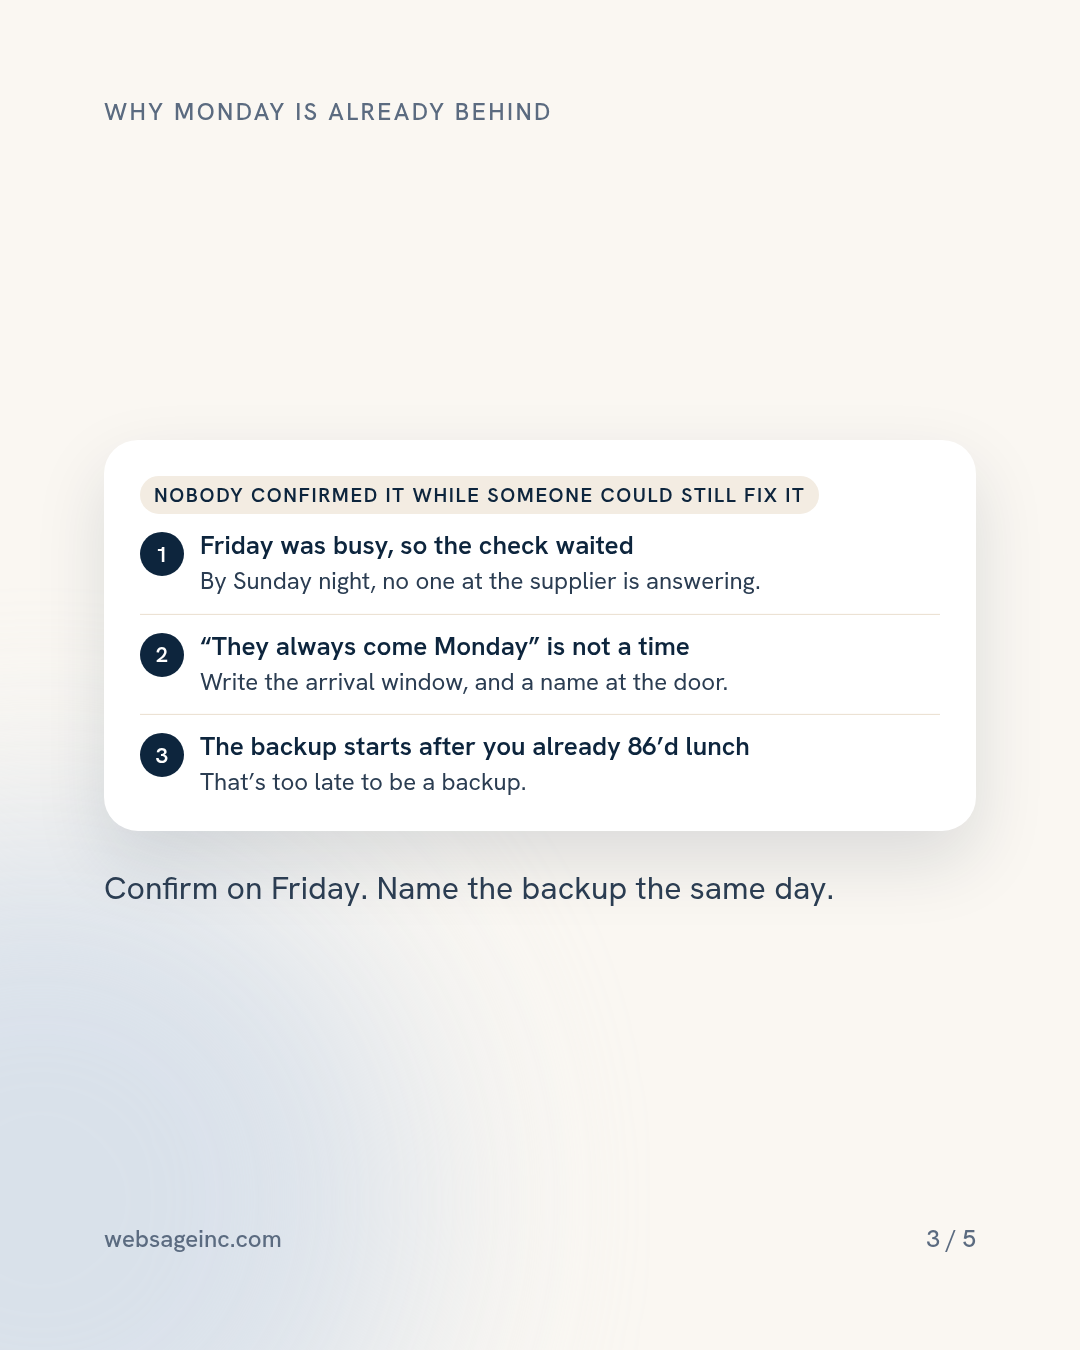 WHY MONDAY IS ALREADY BEHIND
NOBODY CONFIRMED IT WHILE SOMEONE COULD STILL FIX IT
1 Friday was busy, so the check waited
By Sunday night, no one at the supplier is answering.
2 “They always come Monday” is not a time
Write the arrival window, and a name at the door.
3 The backup starts after you already 86’d lunch
That’s too late to be a backup.
Confirm on Friday. Name the backup the same day.
websageinc.com
3 / 5